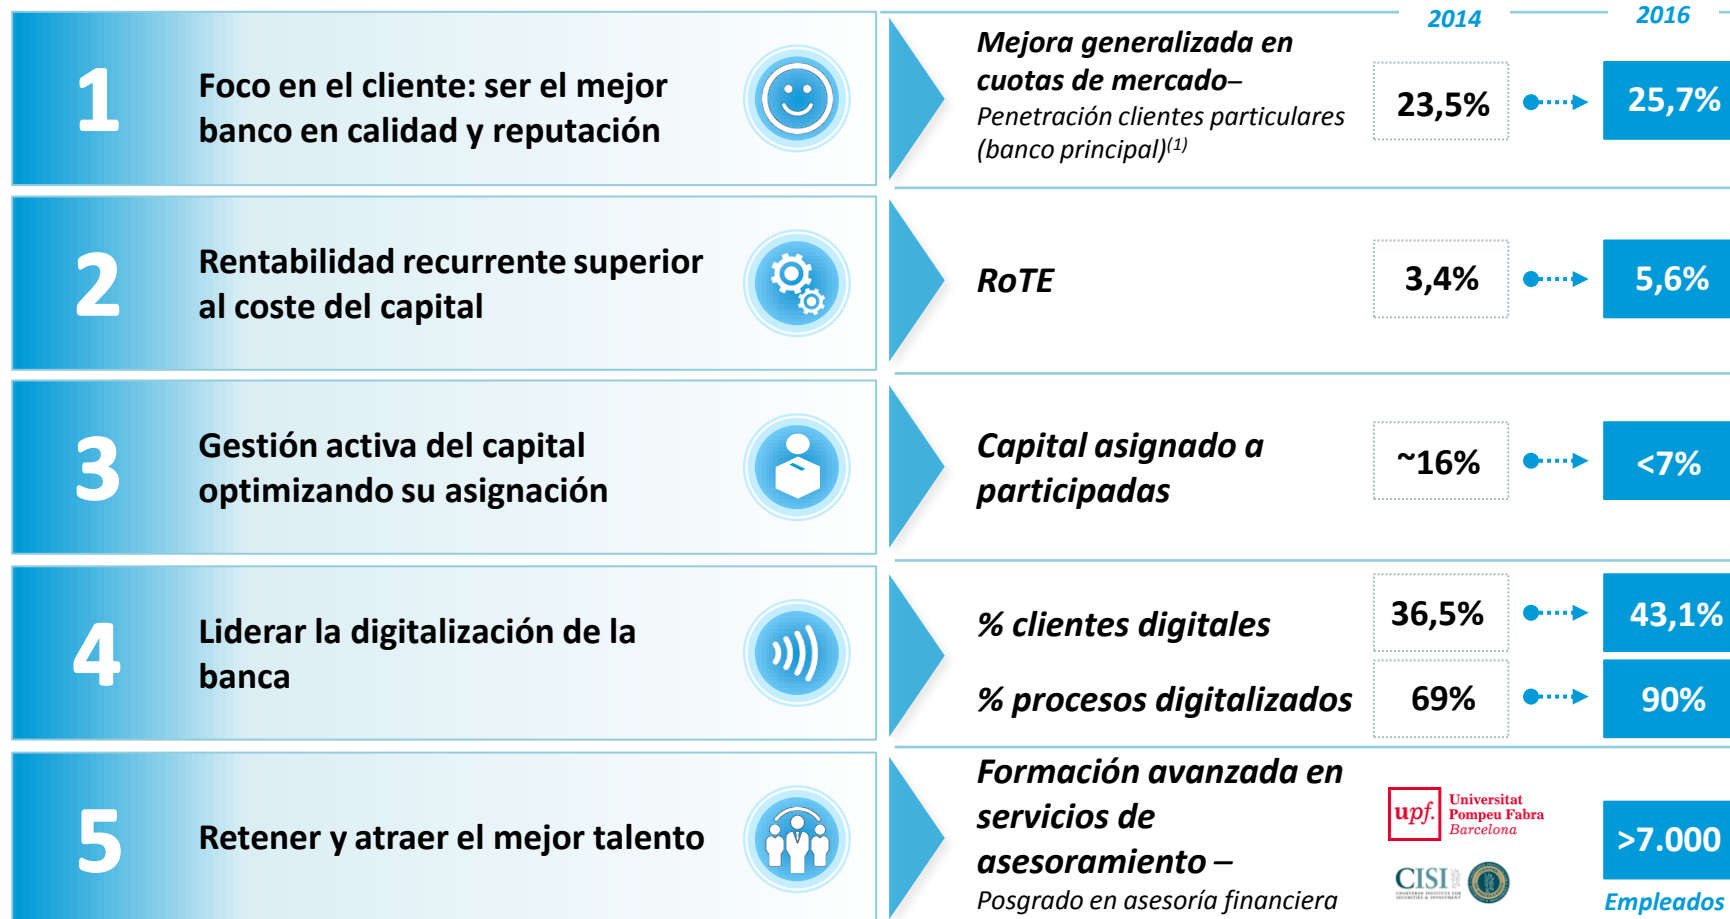 2014
2016
1
Foco en el cliente: ser el mejor
banco en calidad y reputación
Mejora generalizada en
cuotas de mercado–
Penetración clientes particulares
(banco principal)(1)
23,5%
25,7%
2
Rentabilidad recurrente superior
al coste del capital
RoTE
3,4%
5,6%
3
Gestión activa del capital
optimizando su asignación
Capital asignado a
participadas
~16%
<7%
4
Liderar la digitalización de la
banca
% clientes digitales
36,5%
43,1%
% procesos digitalizados
69%
90%
5
Retener y atraer el mejor talento
Formación avanzada en
servicios de
asesoramiento –
Posgrado en asesoría financiera
upf.
Universitat
Pompeu Fabra
Barcelona
CISI
CHARTERED INSTITUTE FOR
SECURITIES & INVESTMENT
>7.000
Empleados